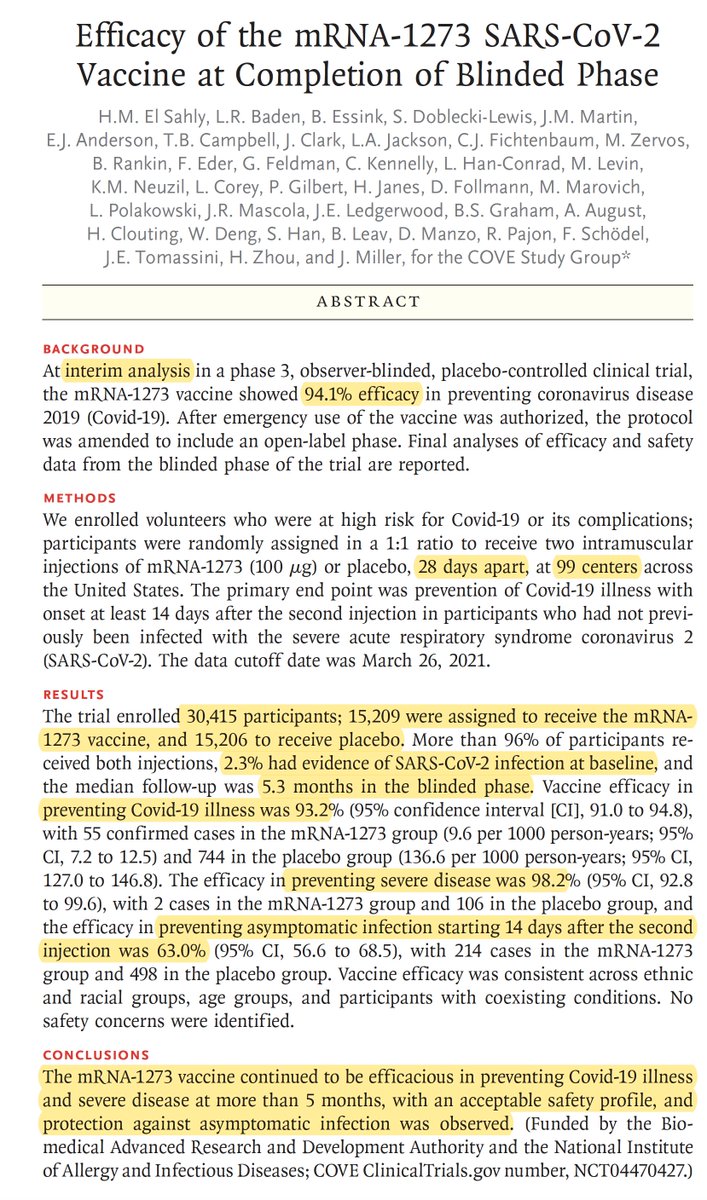 Efficacy of the mRNA-1273 SARS-CoV-2
Vaccine at Completion of Blinded Phase
H.M. El Sahly, L.R. Baden, B. Essink, S. Doblecki-Lewis, J.M. Martin,
E.J. Anderson, T.B. Campbell, J. Clark, L.A. Jackson, C.J. Fichtenbaum, M. Zervos,
B. Rankin, F. Eder, G. Feldman, C. Kennelly, L. Han-Conrad, M. Levin,
K.M. Neuzil, L. Corey, P. Gilbert, H. Janes, D. Follmann, M. Marovich,
L. Polakowski, J.R. Mascola, J.E. Ledgerwood, B.S. Graham, A. August,
H. Clouting, W. Deng, S. Han, B. Leav, D. Manzo, R. Pajon, F. Schödel,
J.E. Tomassini, H. Zhou, and J. Miller, for the COVE Study Group*
ABSTRACT
BACKGROUND
At interim analysis in a phase 3, observer-blinded, placebo-controlled clinical trial,
the mRNA-1273 vaccine showed 94.1% efficacy in preventing coronavirus disease
2019 (Covid-19). After emergency use of the vaccine was authorized, the protocol
was amended to include an open-label phase. Final analyses of efficacy and safety
data from the blinded phase of the trial are reported.
METHODS
We enrolled volunteers who were at high risk for Covid-19 or its complications;
participants were randomly assigned in a 1:1 ratio to receive two intramuscular
injections of mRNA-1273 (100 μg) or placebo, 28 days apart, at 99 centers across
the United States. The primary end point was prevention of Covid-19 illness with
onset at least 14 days after the second injection in participants who had not previ-
ously been infected with the severe acute respiratory syndrome coronavirus 2
(SARS-CoV-2). The data cutoff date was March 26, 2021.
RESULTS
The trial enrolled 30,415 participants; 15,209 were assigned to receive the mRNA-
1273 vaccine, and 15,206 to receive placebo. More than 96% of participants re-
ceived both injections, 2.3% had evidence of SARS-CoV-2 infection at baseline, and
the median follow-up was 5.3 months in the blinded phase. Vaccine efficacy in
preventing Covid-19 illness was 93.2% (95% confidence interval [CI], 91.0 to 94.8),
with 55 confirmed cases in the mRNA-1273 group (9.6 per 1000 person-years; 95%
CI, 7.2 to 12.5) and 744 in the placebo group (136.6 per 1000 person-years; 95% CI,
127.0 to 146.8). The efficacy in preventing severe disease was 98.2% (95% CI, 92.8
to 99.6), with 2 cases in the mRNA-1273 group and 106 in the placebo group, and
the efficacy in preventing asymptomatic infection starting 14 days after the second
injection was 63.0% (95% CI, 56.6 to 68.5), with 214 cases in the mRNA-1273
group and 498 in the placebo group. Vaccine efficacy was consistent across ethnic
and racial groups, age groups, and participants with coexisting conditions. No
safety concerns were identified.
CONCLUSIONS
The mRNA-1273 vaccine continued to be efficacious in preventing Covid-19 illness
and severe disease at more than 5 months, with an acceptable safety profile, and
protection against asymptomatic infection was observed. (Funded by the Bio-
medical Advanced Research and Development Authority and the National Institute
of Allergy and Infectious Diseases; COVE ClinicalTrials.gov number, NCT04470427.)